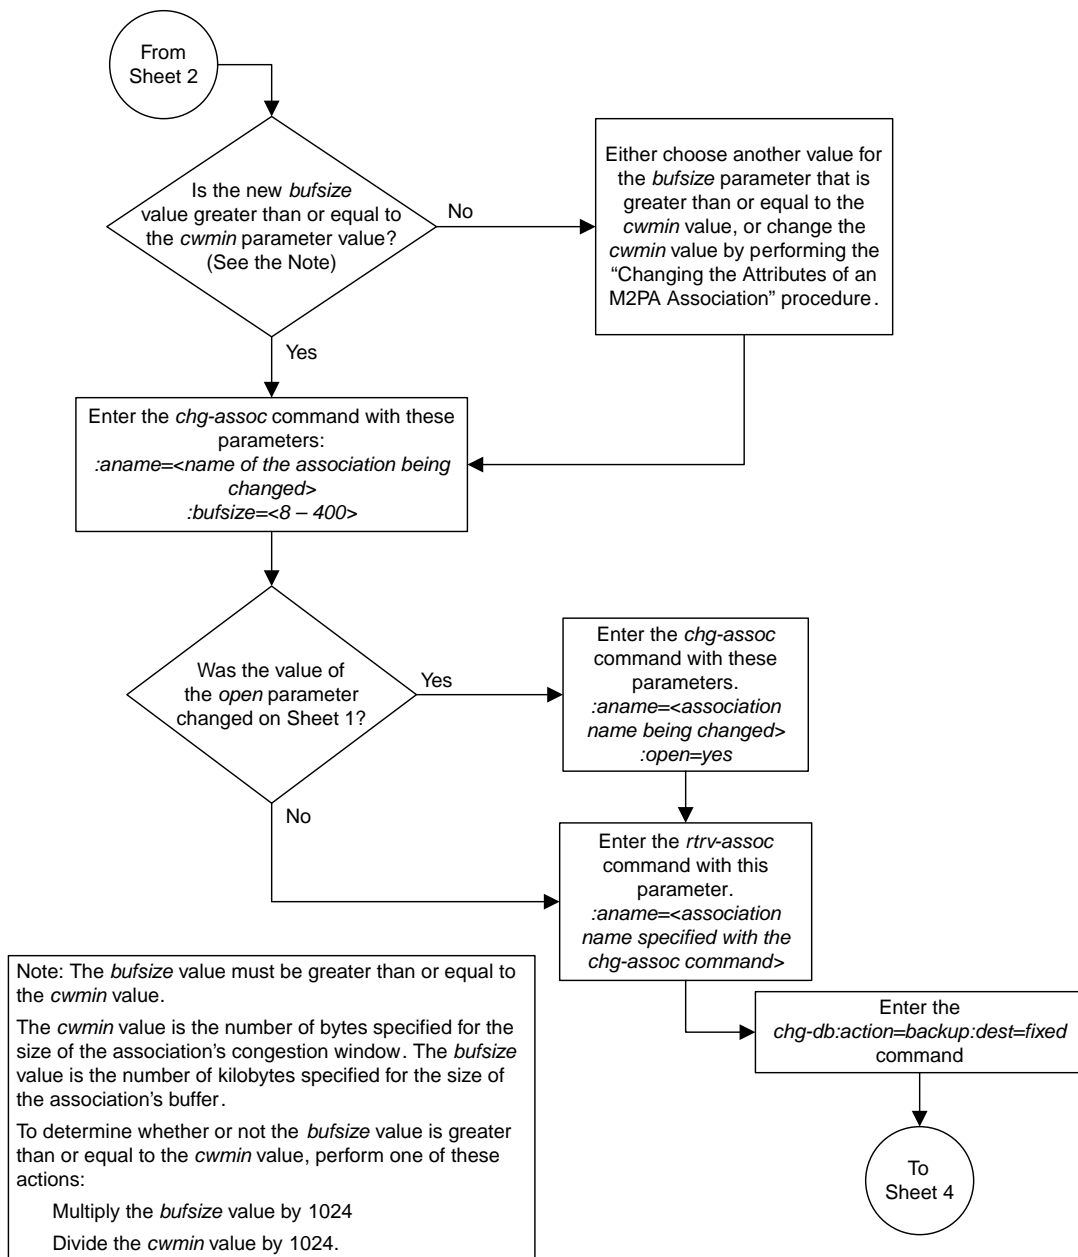 From
Sheet 2
Is the new bufsize
value greater than or equal to
the cwmin parameter value?
(See the Note)
No
Either choose another value for
the bufsize parameter that is
greater than or equal to the
cwmin value, or change the
cwmin value by performing the
“Changing the Attributes of an
M2PA Association” procedure.
Yes
Enter the chg-assoc command with these
parameters:
:aname=<name of the association being
changed>
:bufsize=<8 – 400>
Was the value of
the open parameter
changed on Sheet 1?
Yes
Enter the chg-assoc
command with these
parameters.
:aname=<association
name being changed>
:open=yes
No
Enter the rtrv-assoc
command with this
parameter.
:aname=<association
name specified with the
chg-assoc command>
Note: The bufsize value must be greater than or equal to
the cwmin value.
The cwmin value is the number of bytes specified for the
size of the association’s congestion window. The bufsize
value is the number of kilobytes specified for the size of
the association’s buffer.
To determine whether or not the bufsize value is greater
than or equal to the cwmin value, perform one of these
actions:
Multiply the bufsize value by 1024
Divide the cwmin value by 1024.
Enter the
chg-db:action=backup:dest=fixed
command
To
Sheet 4